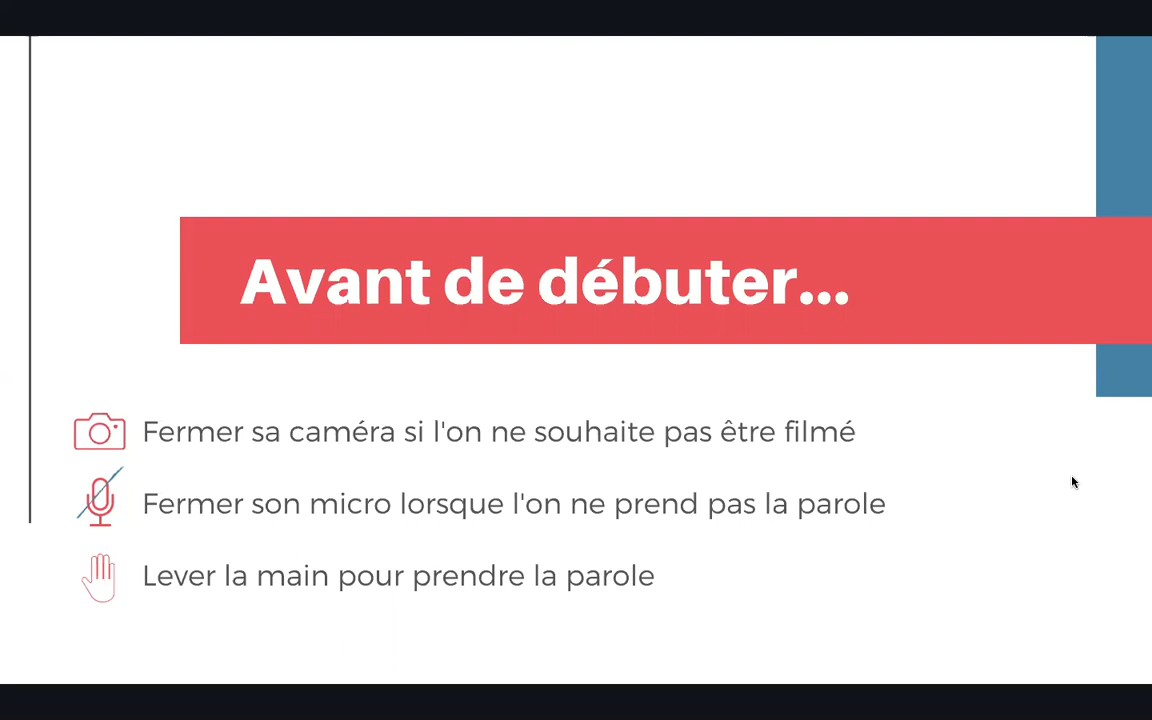 Avant de débuter...
Fermer sa caméra si l'on ne souhaite pas être filmé
Fermer son micro lorsque l'on ne prend pas la parole
Lever la main pour prendre la parole